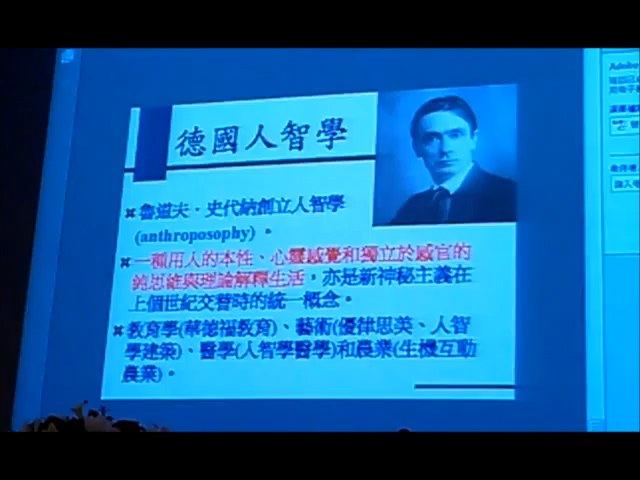 德國人智學
魯道夫‧史代納創立人智學
(anthroposophy) 。
一種用人的本性、心靈感覺和獨立於感官的
純思維與理論解釋生活，亦是新神秘主義在
上個世紀交替時的統一概念。
教育學(華德福教育)、藝術(優律思美、人智
學建築)、醫學(人智學醫學)和農業(生機互動
農業)。